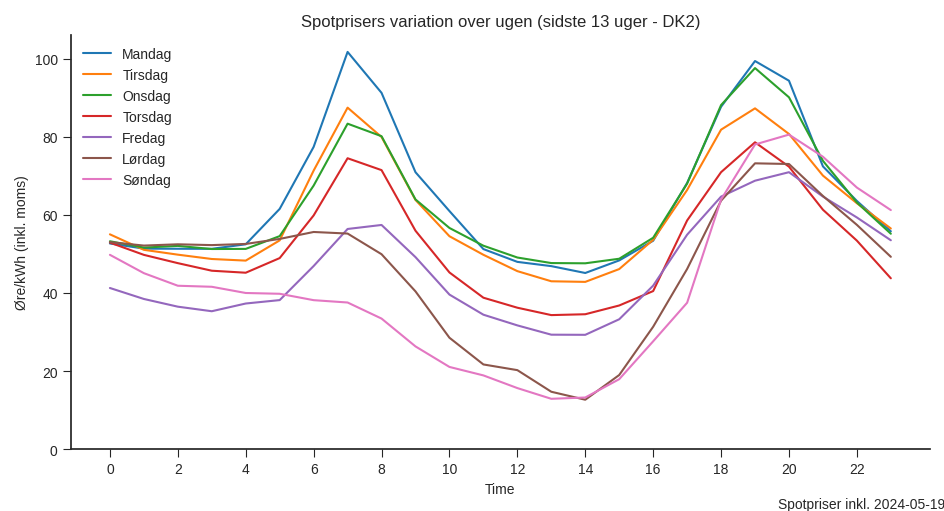 Spotprisers variation over ugen (sidste 13 uger - DK2)
Mandag
Tirsdag
Onsdag
Torsdag
Fredag
Lørdag
Søndag
Øre/kWh (inkl. moms)
100
80
60
40
20
0
0 2 4 6 8 10 12 14 16 18 20 22
Time
Spotpriser inkl. 2024-05-19